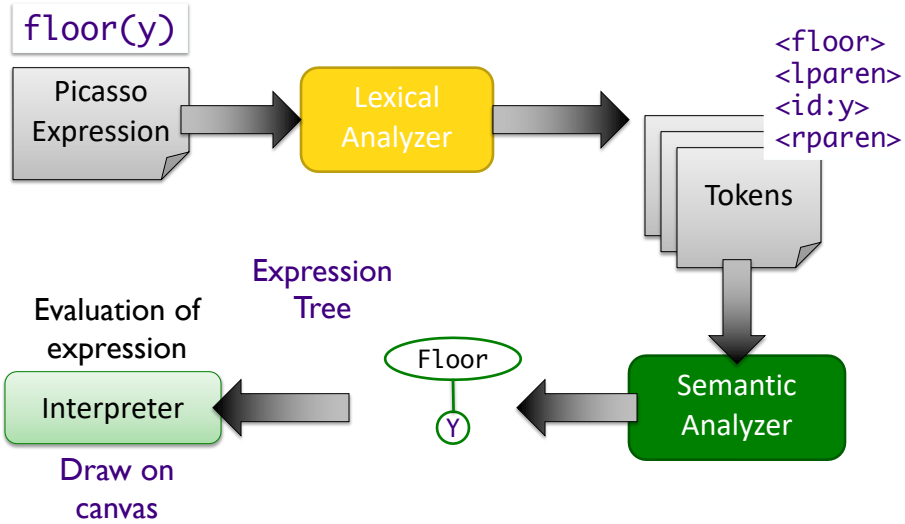 floor(y)
Picasso
Expression
Lexical
Analyzer
<floor>
<lparen>
<id:y>
<rparen>
Tokens
Semantic
Analyzer
Expression
Tree
Floor
Y
Evaluation of
expression
Interpreter
Draw on
canvas